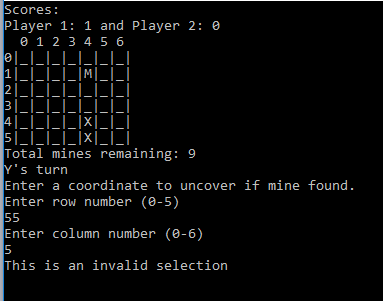 Scores:
Player 1: 1 and Player 2: 0
  0 1 2 3 4 5 6
0|_|_|_|_|_|_|_|
1|_|_|_|_|M|_|_|
2|_|_|_|_|_|_|_|
3|_|_|_|_|_|_|_|
4|_|_|_|_|X|_|_|
5|_|_|_|_|X|_|_|
Total mines remaining: 9
Y's turn
Enter a coordinate to uncover if mine found.
Enter row number (0-5)
55
Enter column number (0-6)
5
This is an invalid selection